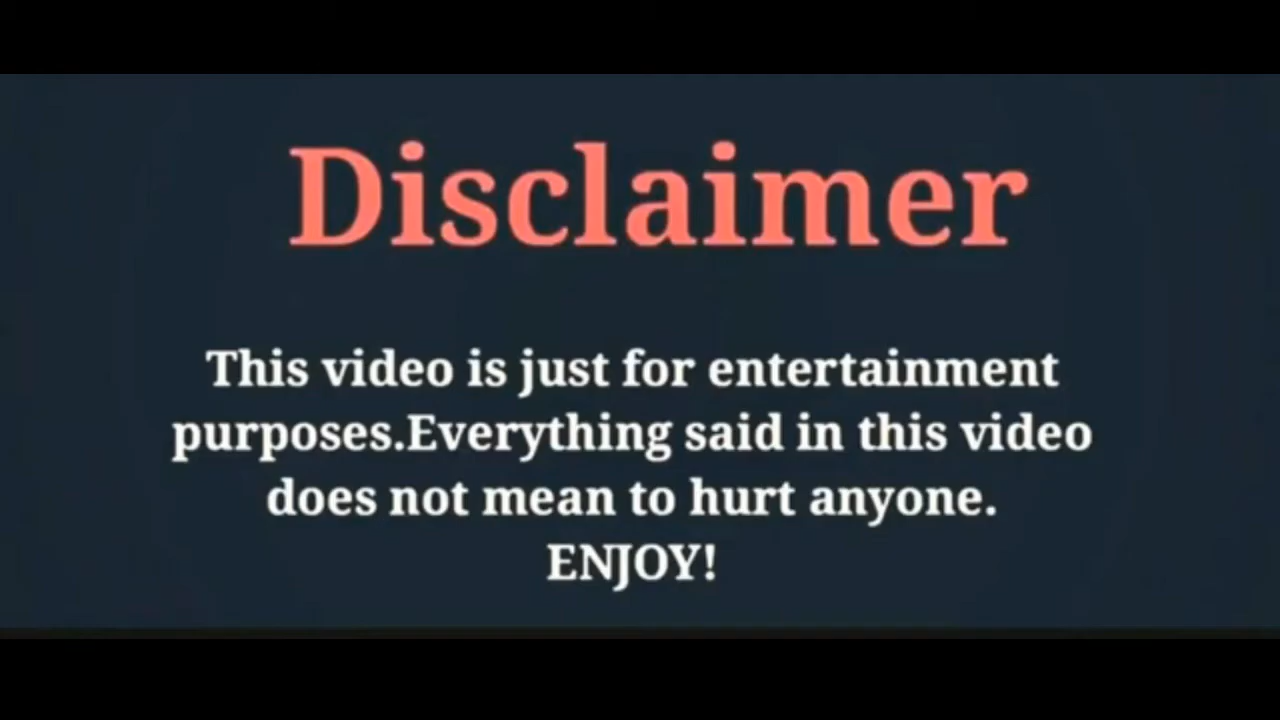 Disclaimer
This video is just for entertainment
purposes.Everything said in this video
does not mean to hurt anyone.
ENJOY!